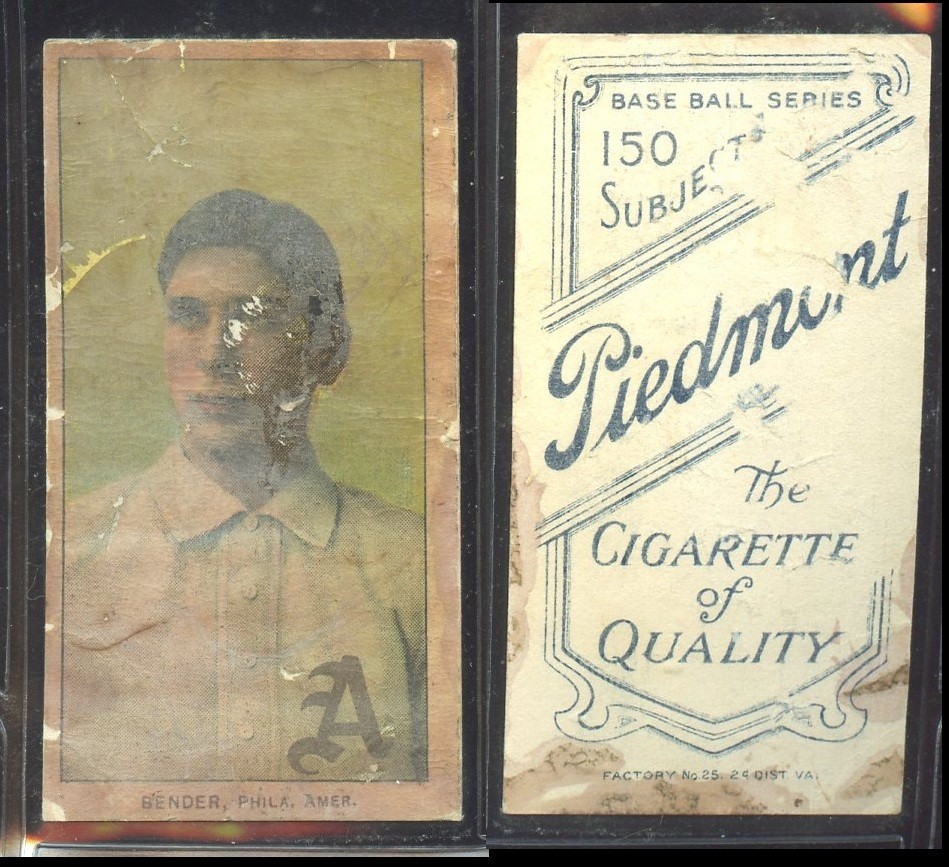 A
BENDER, PHILA. AMER.
BASE BALL SERIES
150
SUBJECTS
Piedmont
The
CIGARETTE
of
QUALITY
FACTORY No. 25. 2d DIST. VA.